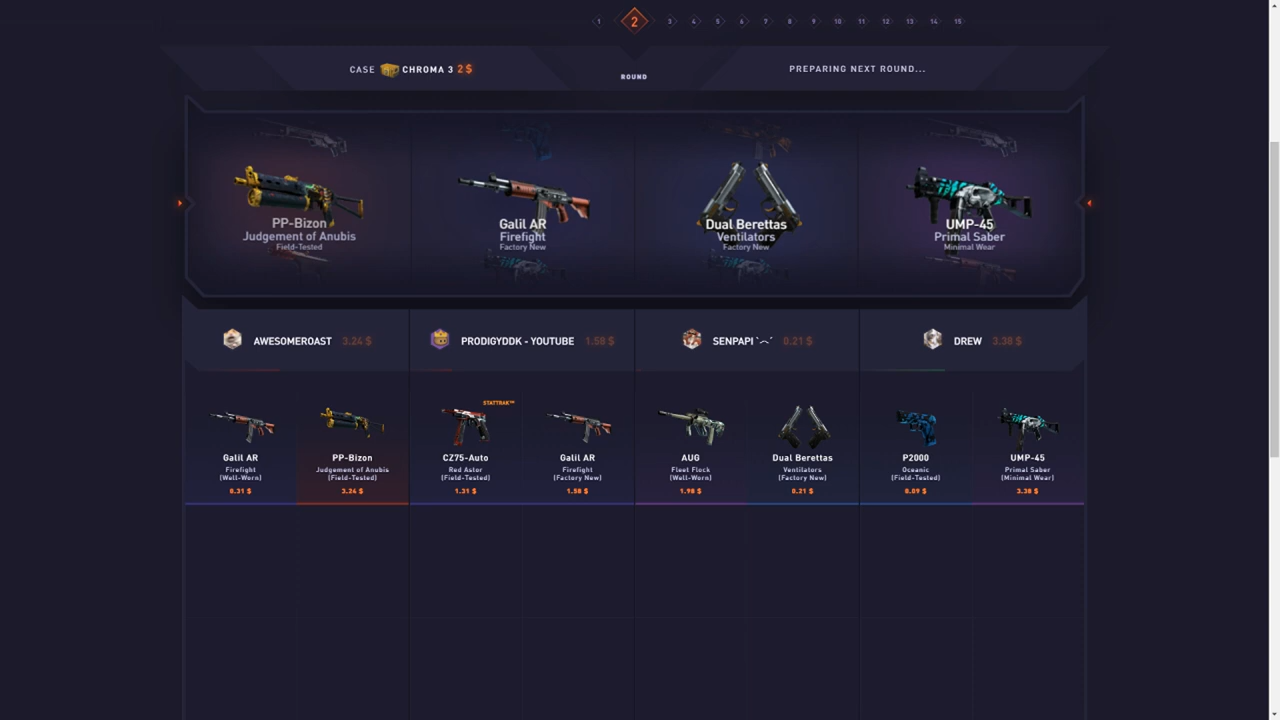 1 2 3 4 5 6 7 8 9 10 11 12 13 14 15
CASE CHROMA 3 2 $
ROUND
PREPARING NEXT ROUND...
PP-Bizon
Judgement of Anubis
Field-Tested
Galil AR
Firefight
Factory New
Dual Berettas
Ventilators
Factory New
UMP-45
Primal Saber
Minimal Wear
AWESOMEROAST 3.24 $
PRODIGYDDK - YOUTUBE 1.58 $
SENPAPI 0.21 $
DREW 3.38 $
Galil AR
Firefight
(Well-Worn)
0.31 $
PP-Bizon
Judgement of Anubis
(Field-Tested)
3.24 $
STATTRAK™
CZ75-Auto
Red Astor
(Field-Tested)
1.31 $
Galil AR
Firefight
(Factory New)
1.58 $
AUG
Fleet Flock
(Well-Worn)
1.98 $
Dual Berettas
Ventilators
(Factory New)
0.21 $
P2000
Oceanic
(Field-Tested)
0.09 $
UMP-45
Primal Saber
(Minimal Wear)
3.38 $